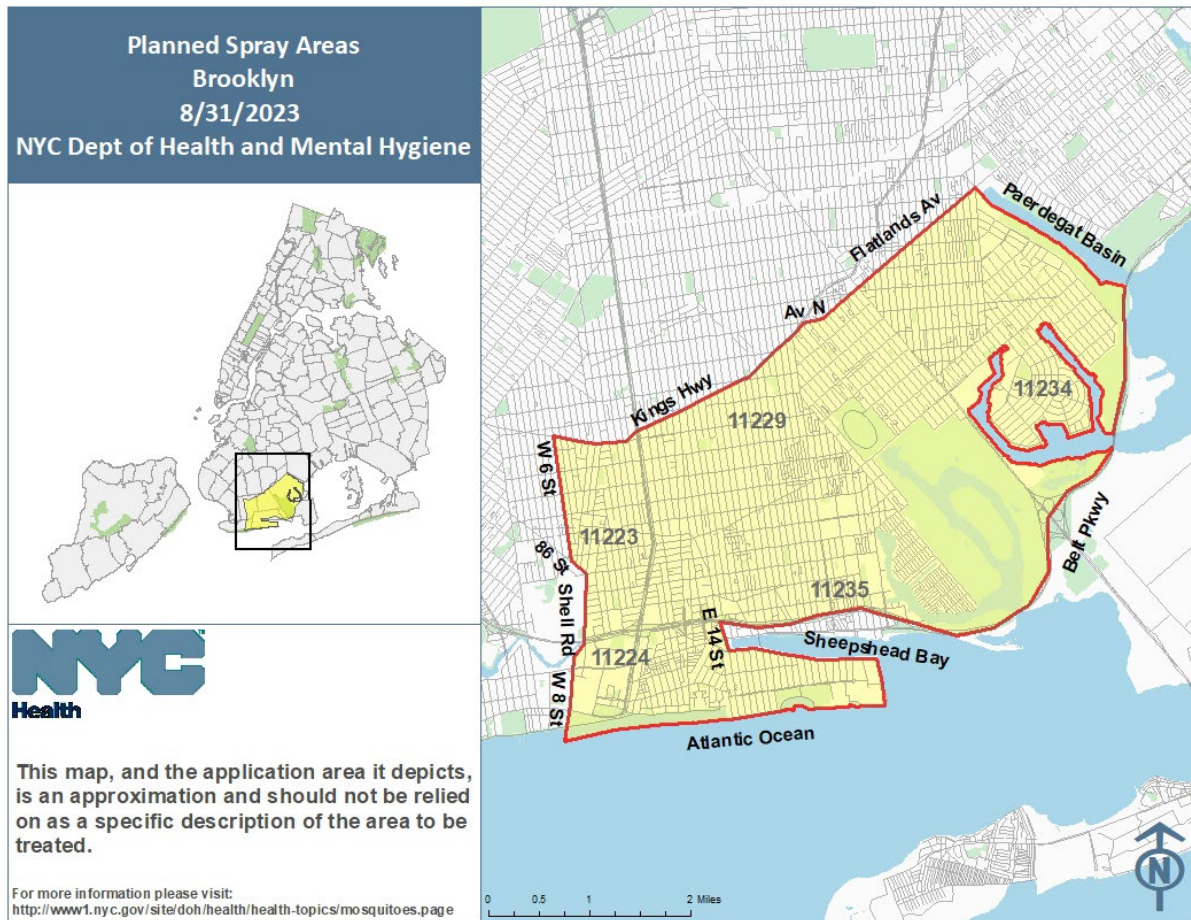 Planned Spray Areas
Brooklyn
8/31/2023
NYC Dept of Health and Mental Hygiene
NYC
Health
This map, and the application area it depicts,
is an approximation and should not be relied
on as a specific description of the area to be
treated.
For more information please visit:
http://www1.nyc.gov/site/doh/health/health-topics/mosquitoes.page
Paerdegat Basin
Flatlands Av
Av N
Kings Hwy
11234
11229
W 6 St
11223
86 St
Shell Rd
Belt Pkwy
11235
E 14 St
Sheepshead Bay
11224
W 8 St
Atlantic Ocean
0 0.5 1 2 Miles
N